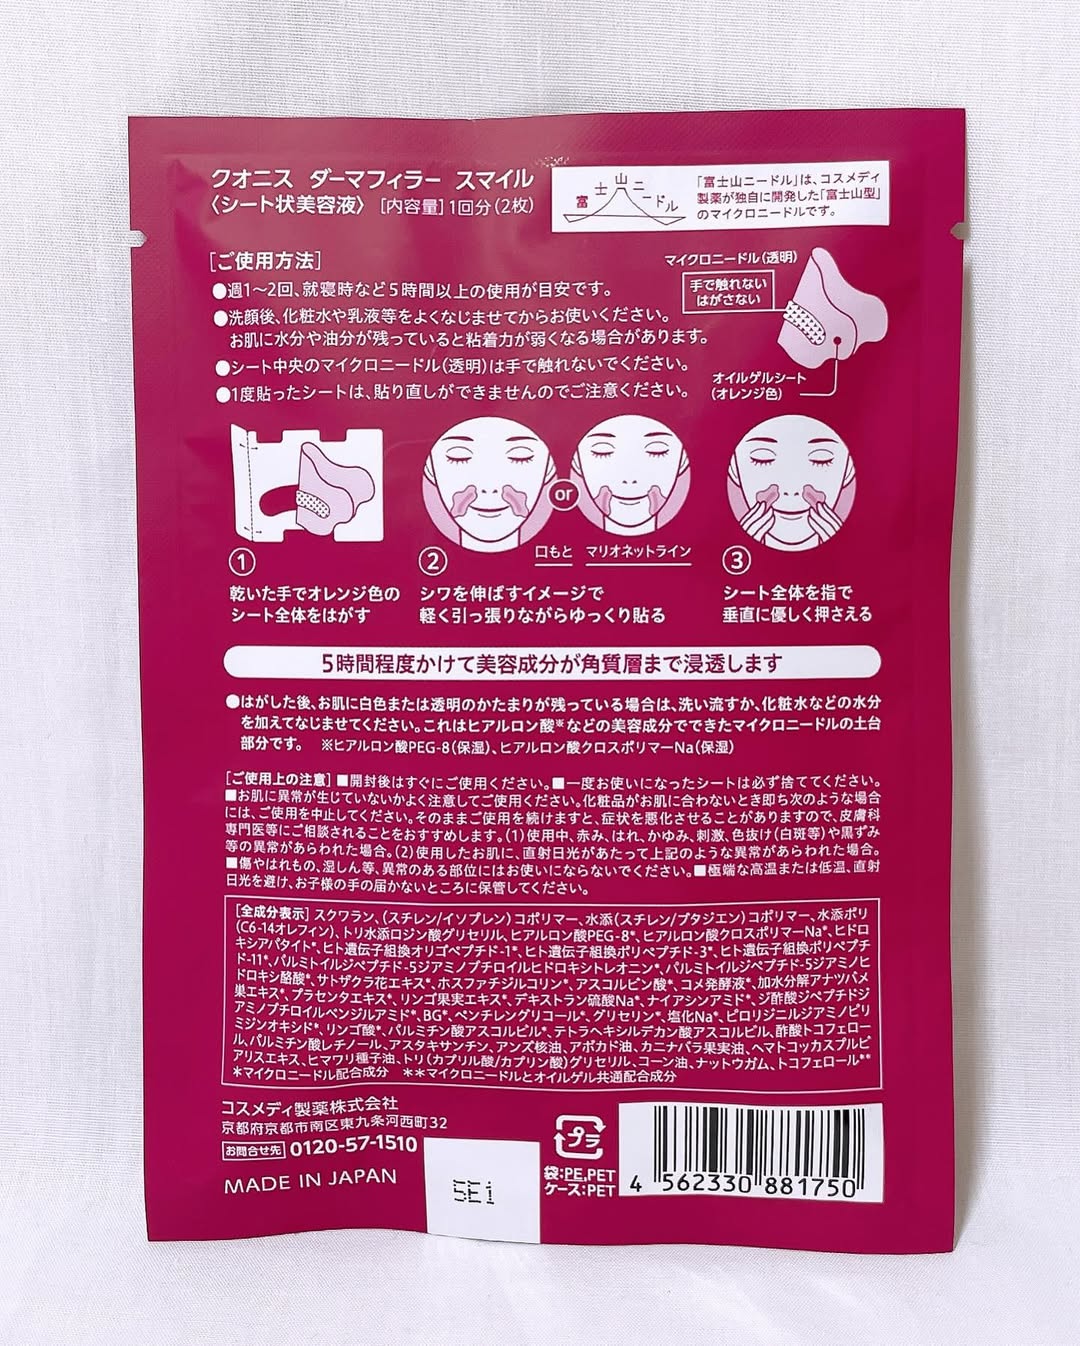 クオニス ダーマフィラー スマイル
〈シート状美容液〉 [内容量]1回分(2枚)
富士山ニードル
「富士山ニードル」は、コスメディ
製薬が独自に開発した「富士山型」
のマイクロニードルです。
[ご使用方法]
●週1〜2回、就寝時など5時間以上の使用が目安です。
●洗顔後、化粧水や乳液等をよくなじませてからお使いください。
お肌に水分や油分が残っていると粘着力が弱くなる場合があります。
●シート中央のマイクロニードル(透明)は手で触れないでください。
●1度貼ったシートは、貼り直しができませんのでご注意ください。
マイクロニードル(透明)
手で触れない
はがさない
オイルゲルシート
(オレンジ色)
or
口もと マリオネットライン
①
乾いた手でオレンジ色の
シート全体をはがす
②
シワを伸ばすイメージで
軽く引っ張りながらゆっくり貼る
③
シート全体を指で
垂直に優しく押さえる
5時間程度かけて美容成分が角質層まで浸透します
●はがした後、お肌に白色または透明のかたまりが残っている場合は、洗い流すか、化粧水などの水分
を加えてなじませてください。これはヒアルロン酸※などの美容成分でできたマイクロニードルの土台
部分です。 ※ヒアルロン酸PEG-8(保湿)、ヒアルロン酸クロスポリマーNa(保湿)
[ご使用上の注意] ■開封後はすぐにご使用ください。■一度お使いになったシートは必ず捨ててください。
■お肌に異常が生じていないかよく注意してご使用ください。化粧品がお肌に合わないとき即ち次のような場合
には、ご使用を中止してください。そのままご使用を続けますと、症状を悪化させることがありますので、皮膚科
専門医等にご相談されることをおすすめします。(1)使用中、赤み、はれ、かゆみ、刺激、色抜け(白斑等)や黒ずみ
等の異常があらわれた場合。(2)使用したお肌に、直射日光があたって上記のような異常があらわれた場合。
■傷やはれもの、湿しん等、異常のある部位にはお使いにならないでください。■極端な高温または低温、直射
日光を避け、お子様の手の届かないところに保管してください。
[全成分表示] スクワラン、(スチレン/イソプレン)コポリマー、水添(スチレン/ブタジエン)コポリマー、水添ポリ
(C6-14オレフィン)、トリ水添ロジン酸グリセリル、ヒアルロン酸PEG-8*、ヒアルロン酸クロスポリマーNa*、ヒドロ
キシアパタイト*、ヒト遺伝子組換オリゴペプチド-1*、ヒト遺伝子組換ポリペプチド-3*、ヒト遺伝子組換ポリペプチ
ド-11*、パルミトイルジペプチド-5ジアミノブチロイルヒドロキシトレオニン*、パルミトイルジペプチド-5ジアミノヒ
ドロキシ酪酸*、サトザクラ花エキス*、ホスファチジルコリン*、アスコルビン酸*、コメ発酵液*、加水分解アナツバメ
巣エキス*、プラセンタエキス*、リンゴ果実エキス*、デキストラン硫酸Na*、ナイアシンアミド*、ジ酢酸ジペプチドジ
アミノブチロイルベンジルアミド*、BG*、ペンチレングリコール*、グリセリン*、塩化Na*、ピロリジニルジアミノピリ
ミジンオキシド*、リンゴ酸*、パルミチン酸アスコルビル*、テトラヘキシルデカン酸アスコルビル、酢酸トコフェロー
ル、パルミチン酸レチノール、アスタキサンチン、アンズ核油、アボカド油、カニナバラ果実油、ヘマトコッカスプルビ
アリスエキス、ヒマワリ種子油、トリ(カプリル酸/カプリン酸)グリセリル、コーン油、ナットウガム、トコフェロール**
*マイクロニードル配合成分 **マイクロニードルとオイルゲル共通配合成分
コスメディ製薬株式会社
京都府京都市南区東九条河西町32
お問合せ先 0120-57-1510
MADE IN JAPAN
5E1
プラ
袋:PE,PET
ケース:PET
4 562330 881750